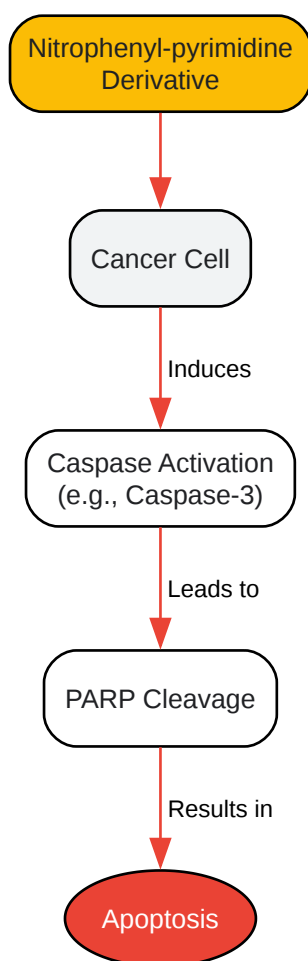 Nitrophenyl-pyrimidine
Derivative
Cancer Cell
Induces
Caspase Activation
(e.g., Caspase-3)
Leads to
PARP Cleavage
Results in
Apoptosis